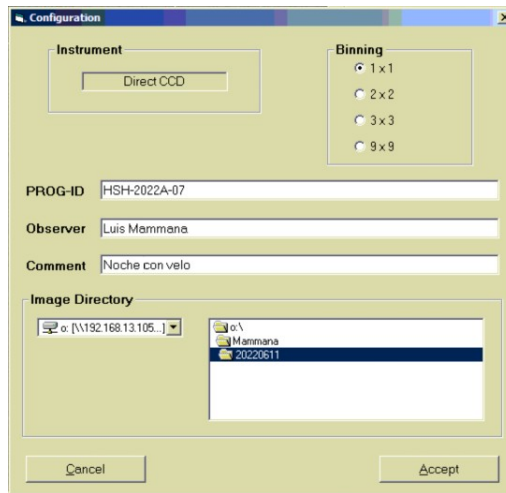 Configuration
Instrument
Direct CCD
Binning
1 x 1
2 x 2
3 x 3
9 x 9
PROG-ID HSH-2022A-07
Observer Luis Mammana
Comment Noche con velo
Image Directory
o: [\\192.168.13.105...]
o:\
Mammana
20220611
Cancel
Accept